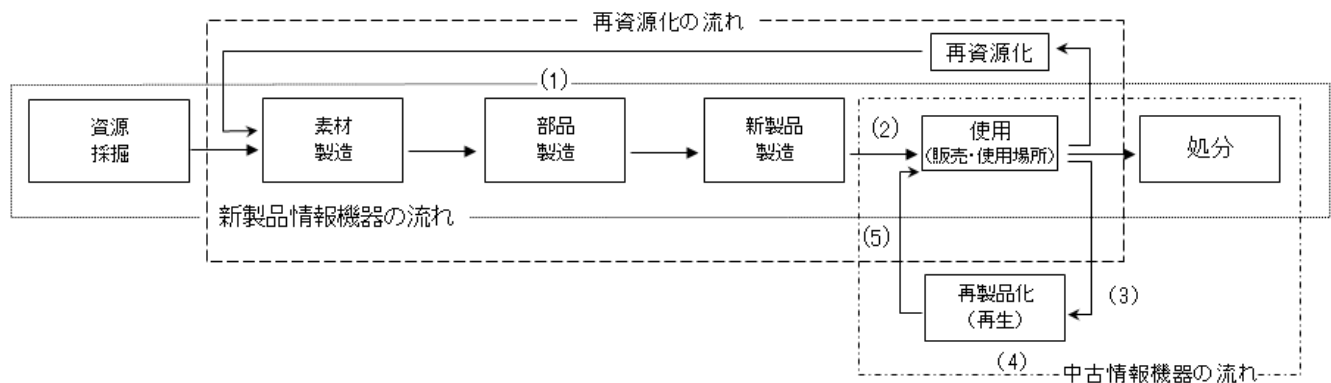 再資源化の流れ
再資源化
(1)
資源
採掘
素材
製造
部品
製造
新製品
製造
(2)
使用
(販売・使用場所)
処分
新製品情報機器の流れ
(5)
再製品化
(再生)
(3)
(4)
中古情報機器の流れ